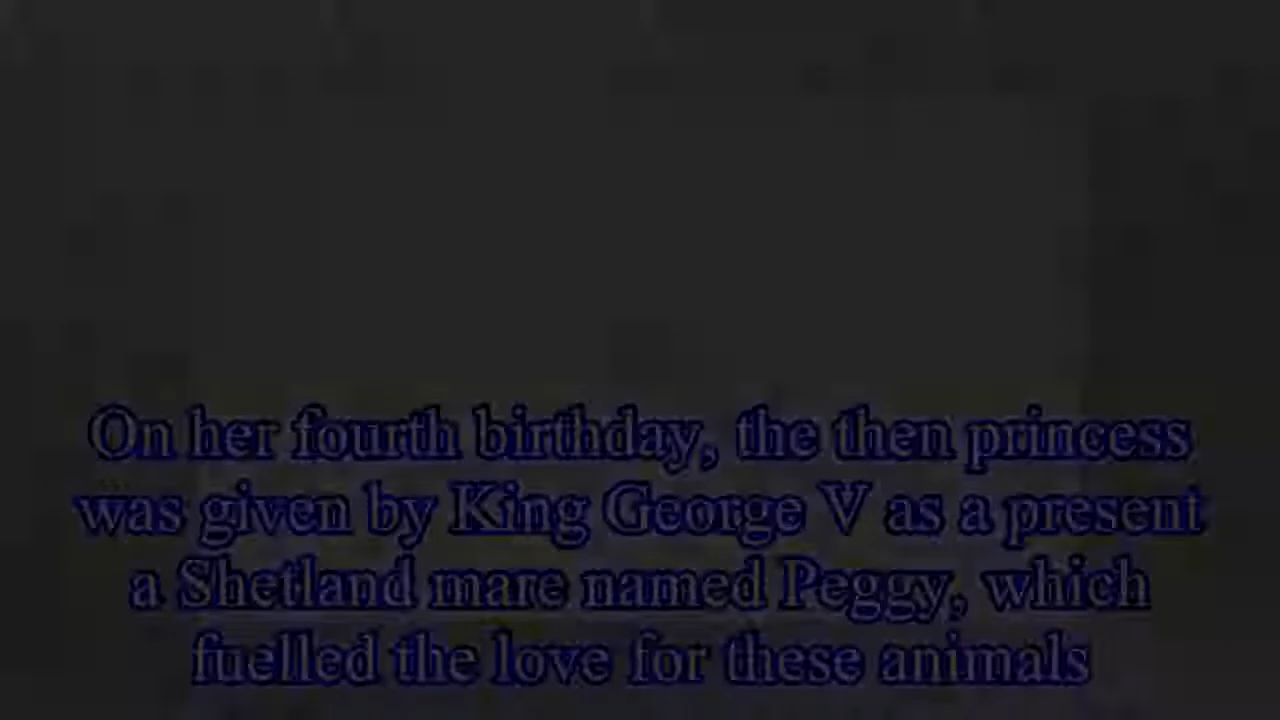 On her fourth birthday, the then princess
was given by King George V as a present
a Shetland mare named Peggy, which
fuelled the love for these animals